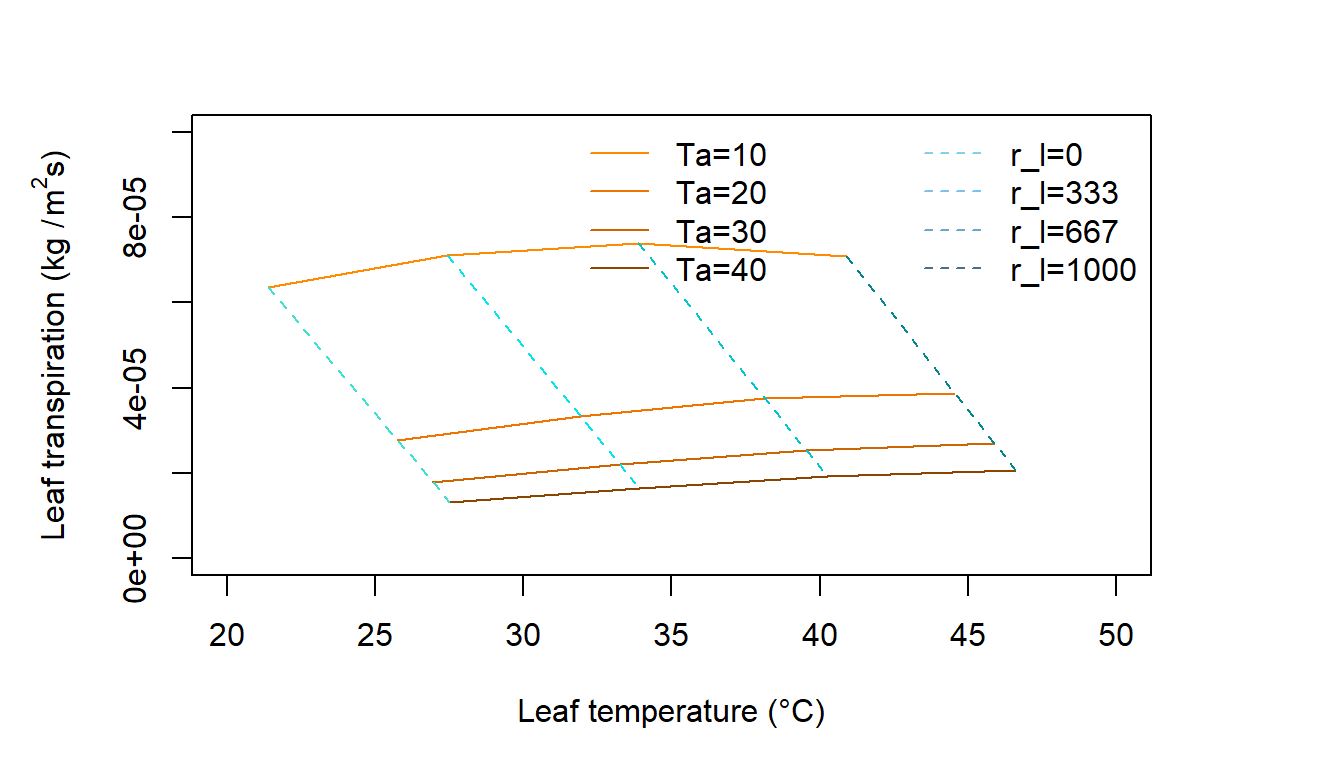 Ta=10
Ta=20
Ta=30
Ta=40
r_l=0
r_l=333
r_l=667
r_l=1000
Leaf transpiration (kg /m²s)
8e-05
4e-05
0e+00
20 25 30 35 40 45 50
Leaf temperature (°C)